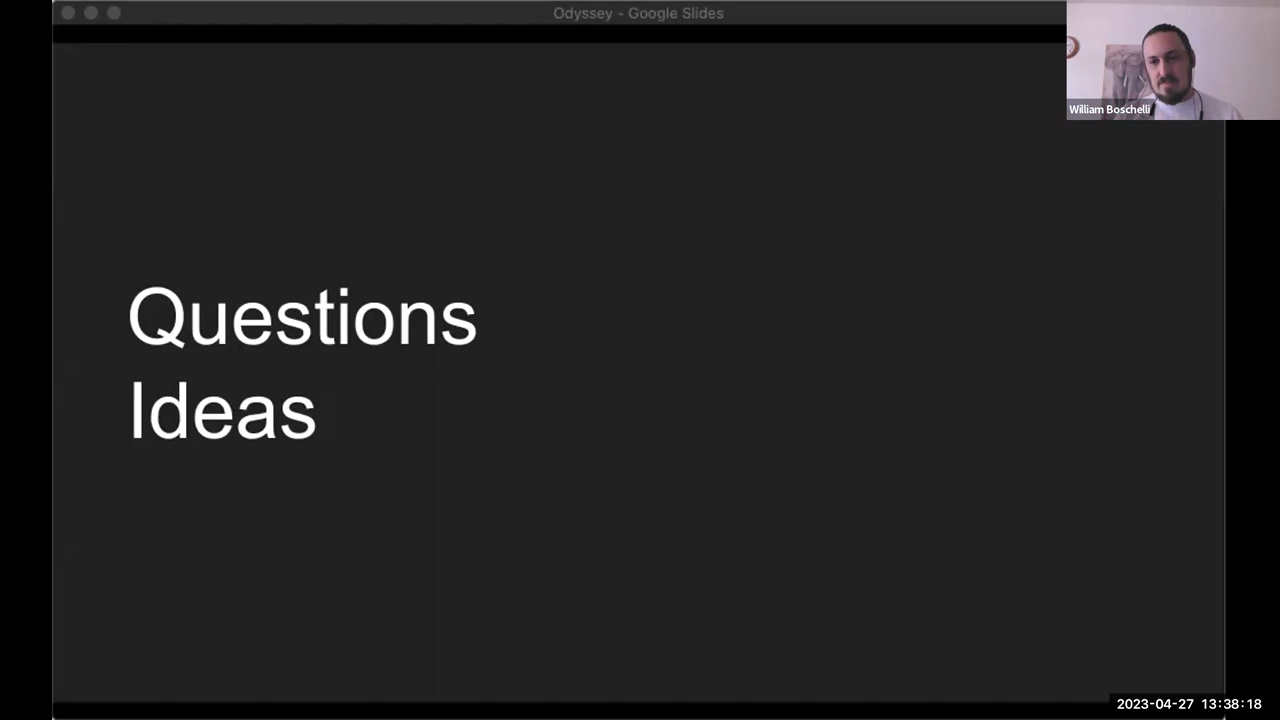 Odyssey - Google Slides
William Boschelli
Questions
Ideas
2023-04-27 13:38:18